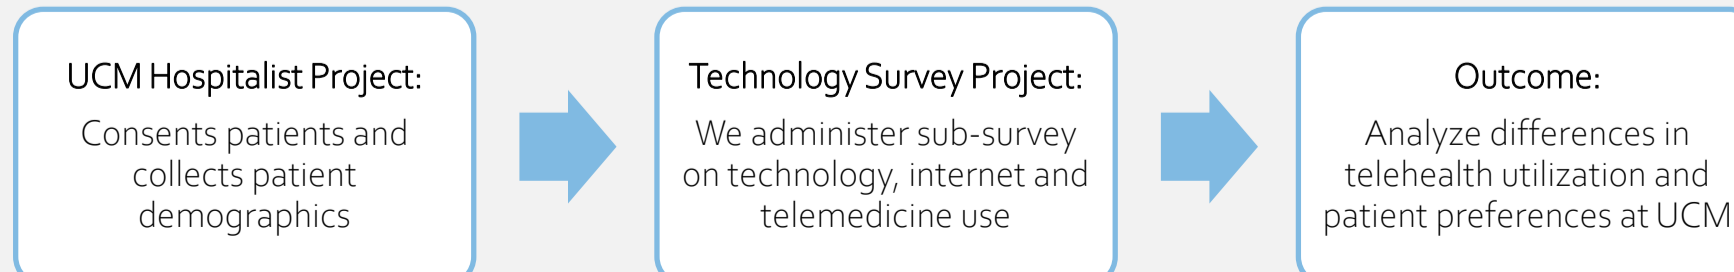 UCM Hospitalist Project:
Consents patients and
collects patient
demographics
Technology Survey Project:
We administer sub-survey
on technology, internet and
telemedicine use
Outcome:
Analyze differences in
telehealth utilization and
patient preferences at UCM